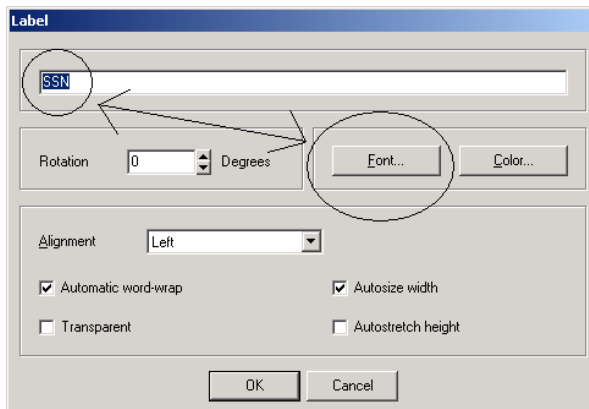 Label
SSN
Rotation 0 Degrees Font... Color...
Alignment Left
Automatic word-wrap Autosize width
Transparent Autostretch height
OK Cancel